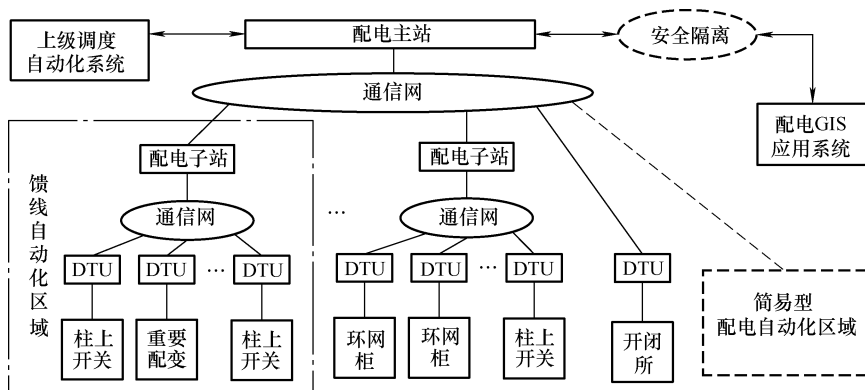 上级调度
自动化系统
配电主站
安全隔离
通信网
配电GIS
应用系统
馈线自动化区域
配电子站
配电子站
通信网
…
通信网
DTU
DTU
…
DTU
DTU
DTU
…
DTU
DTU
柱上
开关
重要
配变
柱上
开关
环网
柜
环网
柜
柱上
开关
开闭
所
简易型
配电自动化区域